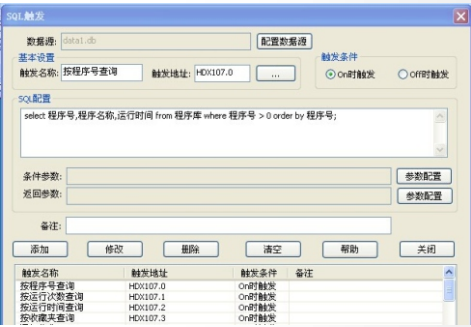 SQL触发
数据源: data1.db 配置数据源
基本设置 触发条件
触发名称: 按程序号查询 触发地址: HDX107.0 ... On时触发 Off时触发
SQL配置
select 程序号,程序名称,运行时间 from 程序库 where 程序号 > 0 order by 程序号;
条件参数: 参数配置
返回参数: 参数配置
备注:
添加 修改 删除 清空 帮助 关闭
触发名称 触发地址 触发条件 备注
按程序号查询 HDX107.0 On时触发
按运行次数查询 HDX107.1 On时触发
按运行时间查询 HDX107.2 On时触发
按收藏夹查询 HDX107.3 On时触发